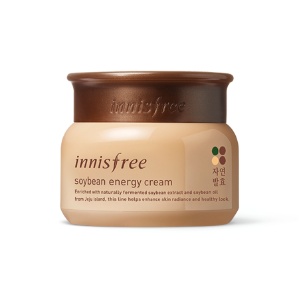 innisfree
innisfree
soybean energy cream
Enriched with naturally fermented soybean extract and soybean oil
from Jeju Island, this line helps enhance skin radiance and healthy look.
자연
발효